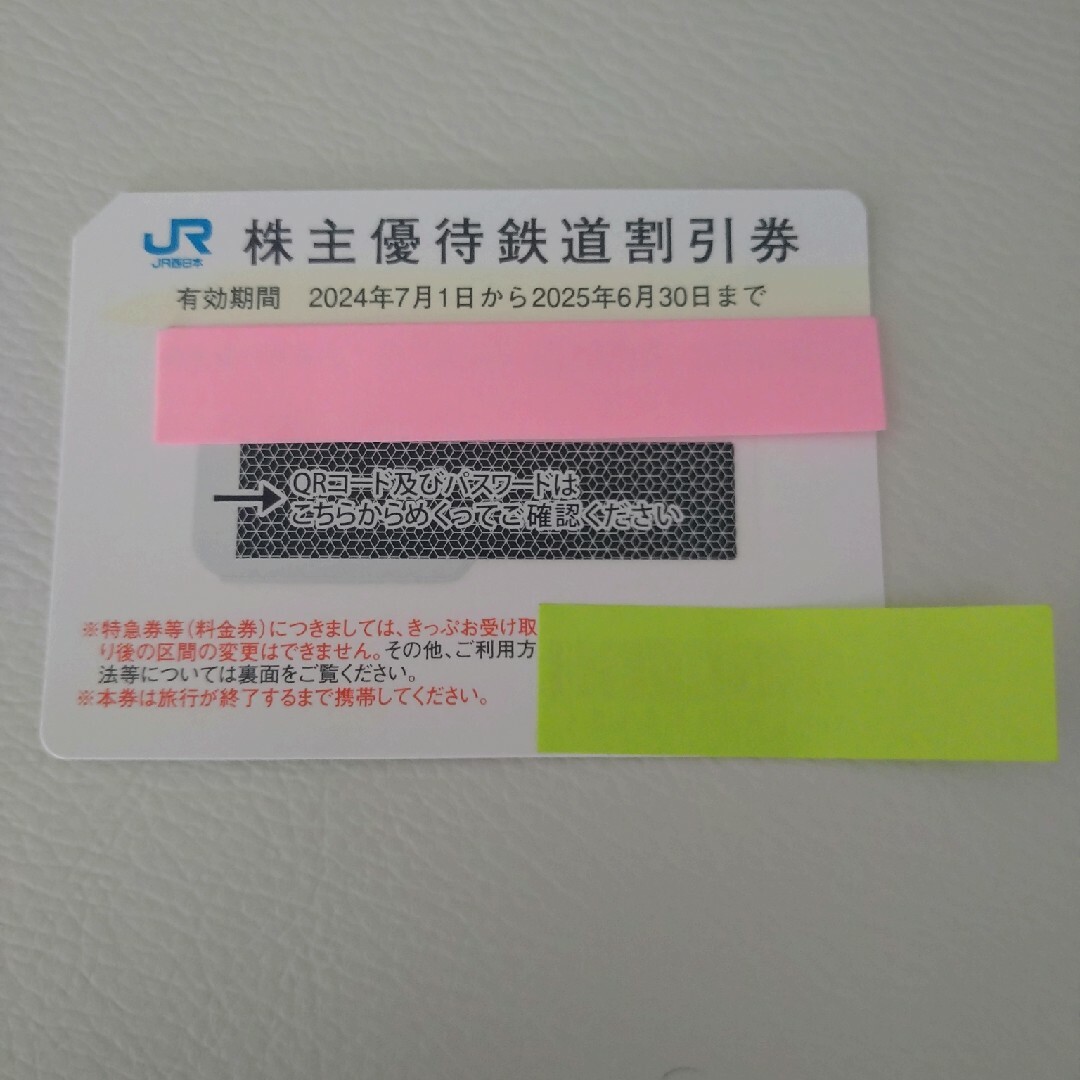 JR 株主優待鉄道割引券
JR西日本
有効期間 2024年7月1日から2025年6月30日まで
QRコード及びパスワードは
こちらからめくってご確認ください
※特急券等(料金券)につきましては、きっぷお受け取
り後の区間の変更はできません。その他、ご利用方
法等については裏面をご覧ください。
※本券は旅行が終了するまで携帯してください。